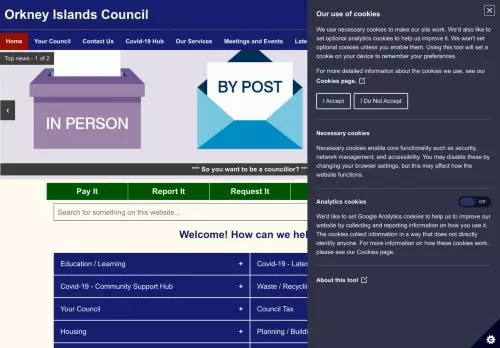 Orkney Islands Council
Home Your Council Contact Us Covid-19 Hub Our Services Meetings and Events Late
Top news - 1 of 2
IN PERSON
BY POST
*** So you want to be a councillor? ***
Pay It Report It Request It
Search for something on this website...
Welcome! How can we hel
Education / Learning +
Covid-19 - Lates
Covid-19 - Community Support Hub +
Waste / Recyclin
Your Council +
Council Tax
Housing +
Planning / Buildi
Our use of cookies
We use necessary cookies to make our site work. We'd also like to
set optional analytics cookies to help us improve it. We won't set
optional cookies unless you enable them. Using this tool will set a
cookie on your device to remember your preferences.
For more detailed information about the cookies we use, see our
Cookies page.
I Accept I Do Not Accept
Necessary cookies
Necessary cookies enable core functionality such as security,
network management, and accessibility. You may disable these by
changing your browser settings, but this may affect how the
website functions.
Analytics cookies
Off
We'd like to set Google Analytics cookies to help us to improve our
website by collecting and reporting information on how you use it.
The cookies collect information in a way that does not directly
identify anyone. For more information on how these cookies work,
please see our Cookies page.
About this tool